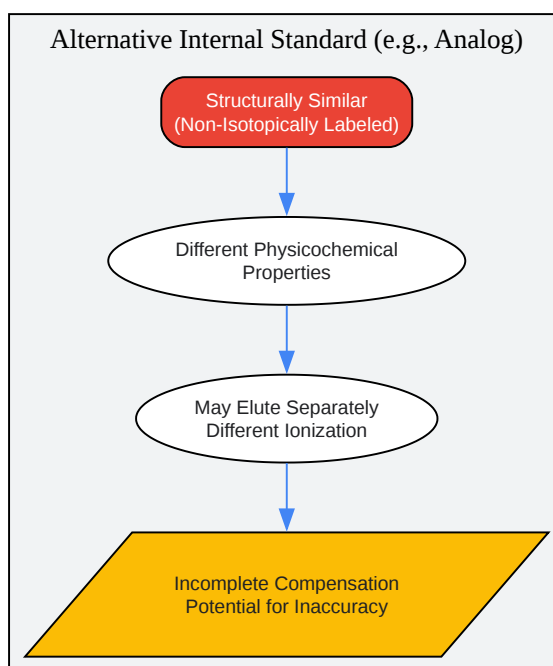 Alternative Internal Standard (e.g., Analog)
Structurally Similar
(Non-Isotopically Labeled)
Different Physicochemical
Properties
May Elute Separately
Different Ionization
Incomplete Compensation
Potential for Inaccuracy